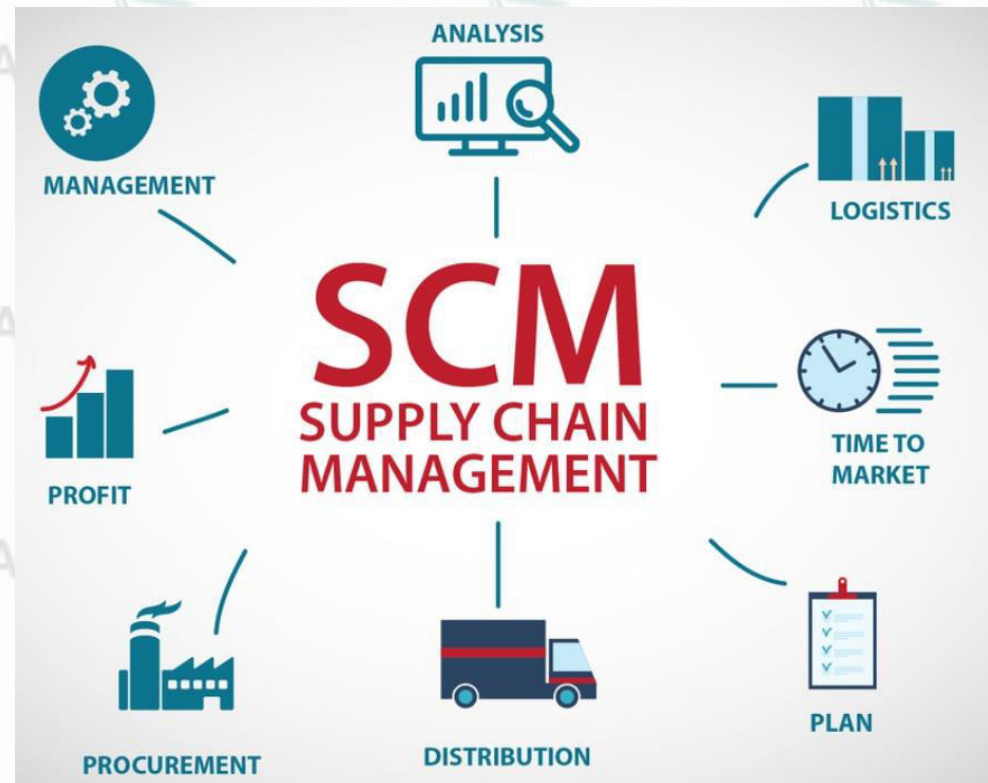 ANALYSIS
MANAGEMENT
LOGISTICS
SCM
SUPPLY CHAIN
MANAGEMENT
TIME TO
MARKET
PROFIT
PLAN
DISTRIBUTION
PROCUREMENT